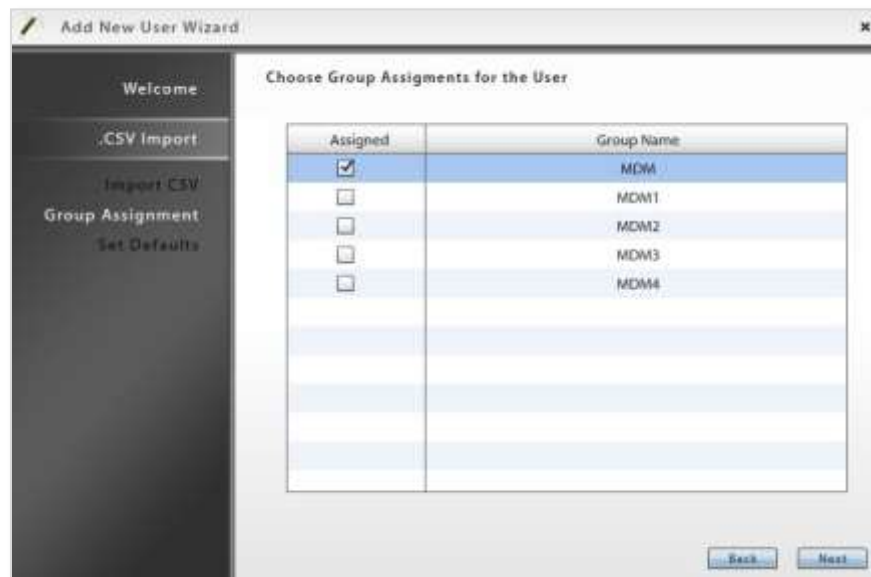 Add New User Wizard
Welcome
.CSV Import
Import CSV
Group Assignment
Set Defaults
Choose Group Assigments for the User
Assigned Group Name
MDM
MDM1
MDM2
MDM3
MDM4
Back Next